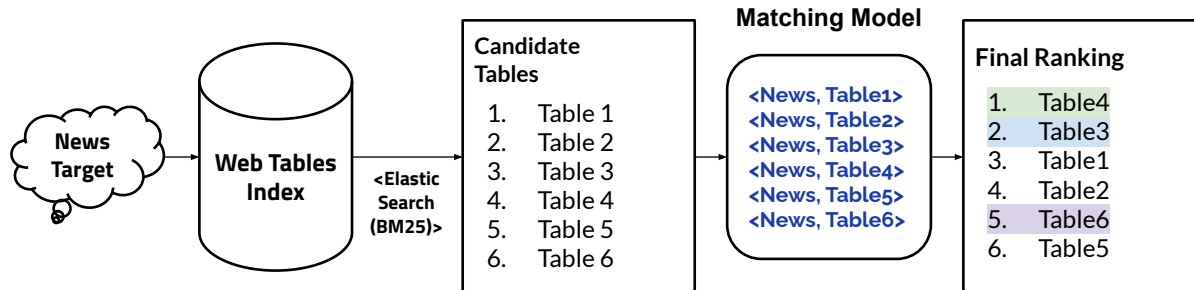 News
Target
Web Tables
Index
<Elastic
Search
(BM25)>
Candidate
Tables
1. Table 1
2. Table 2
3. Table 3
4. Table 4
5. Table 5
6. Table 6
Matching Model
<News, Table1>
<News, Table2>
<News, Table3>
<News, Table4>
<News, Table5>
<News, Table6>
Final Ranking
1. Table4
2. Table3
3. Table1
4. Table2
5. Table6
6. Table5